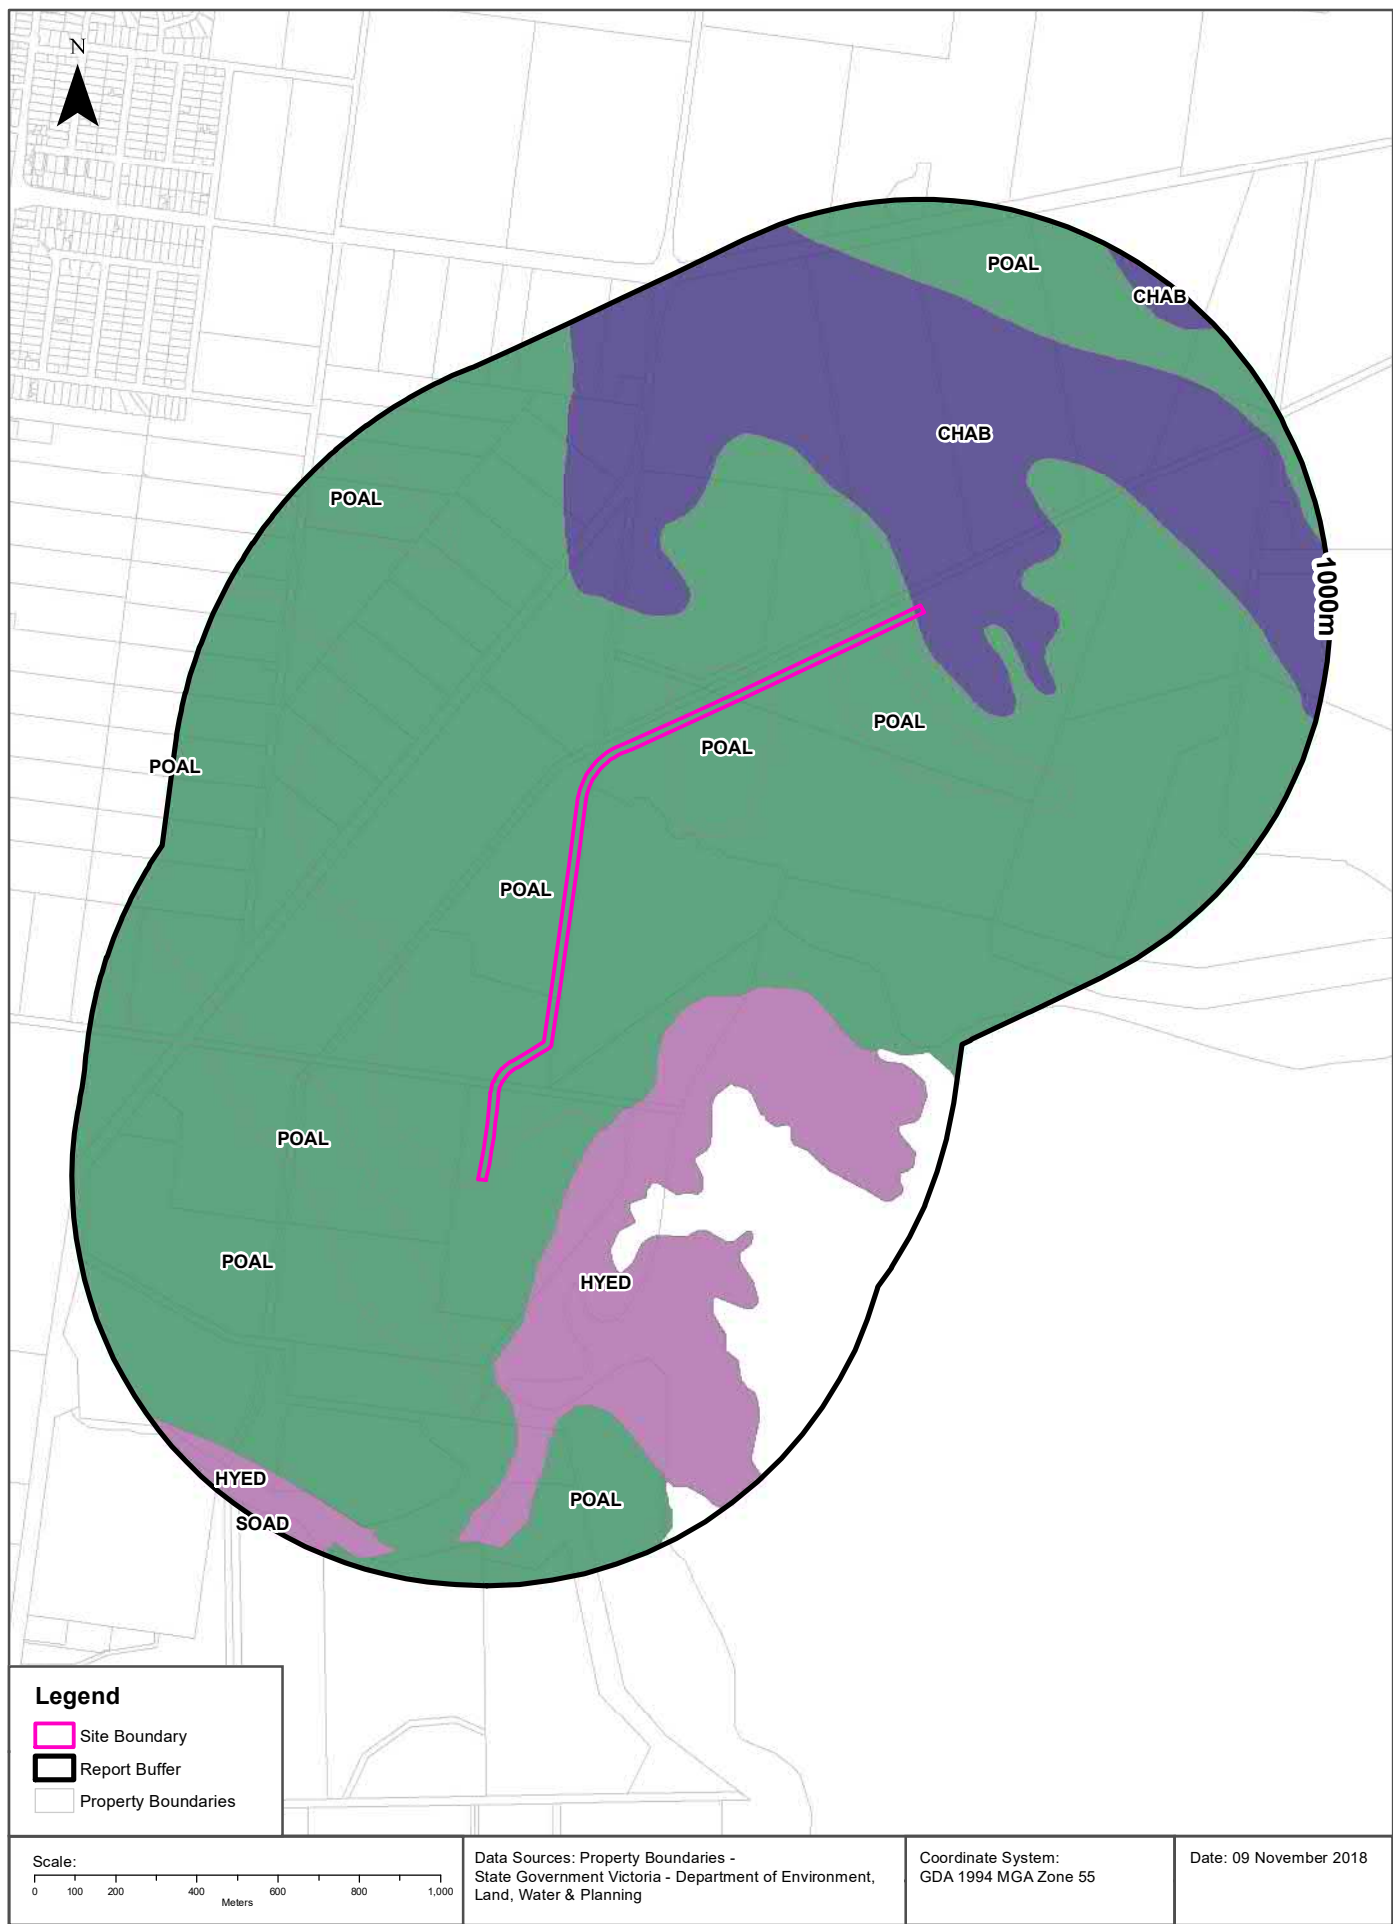 N
POAL
CHAB
CHAB
POAL
1000m
POAL
POAL
POAL
POAL
POAL
POAL
HYED
HYED
POAL
SOAD
Legend
Site Boundary
Report Buffer
Property Boundaries
Scale:
0 100 200 400 600 800 1,000
Meters
Data Sources: Property Boundaries -
State Government Victoria - Department of Environment,
Land, Water & Planning
Coordinate System:
GDA 1994 MGA Zone 55
Date: 09 November 2018